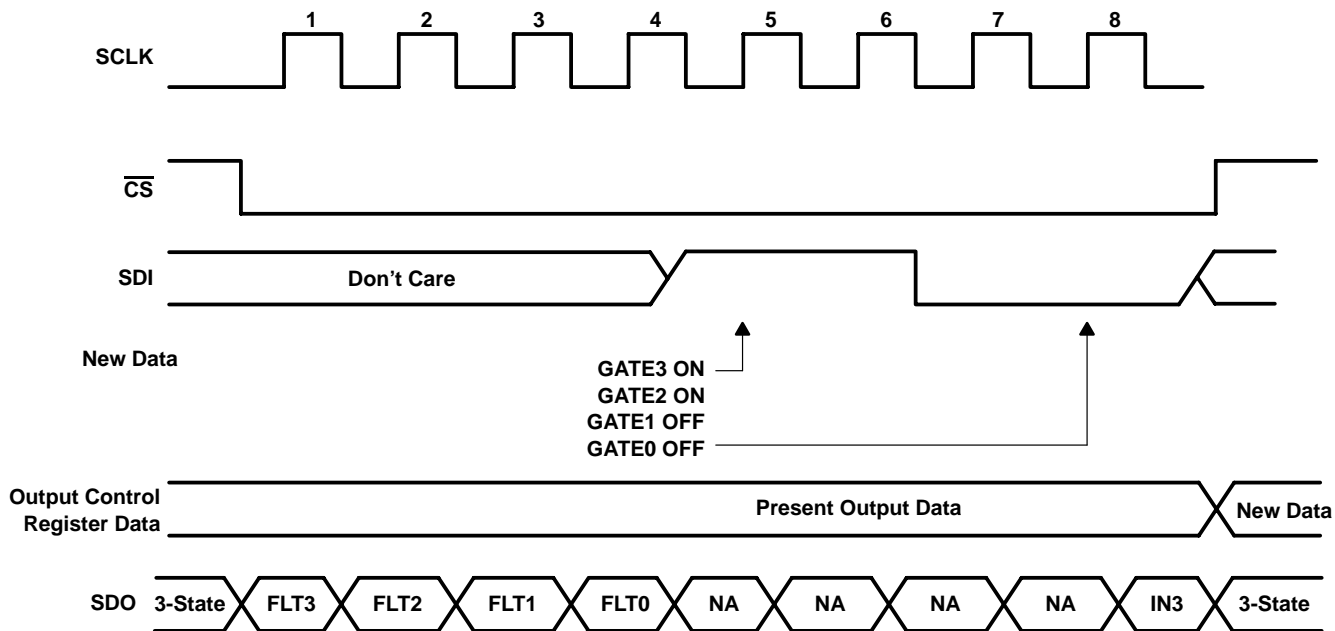 1 2 3 4 5 6 7 8
SCLK
CS
SDI
Don't Care
New Data
GATE3 ON
GATE2 ON
GATE1 OFF
GATE0 OFF
Output Control
Register Data
Present Output Data
New Data
SDO 3-State FLT3 FLT2 FLT1 FLT0 NA NA NA NA IN3 3-State